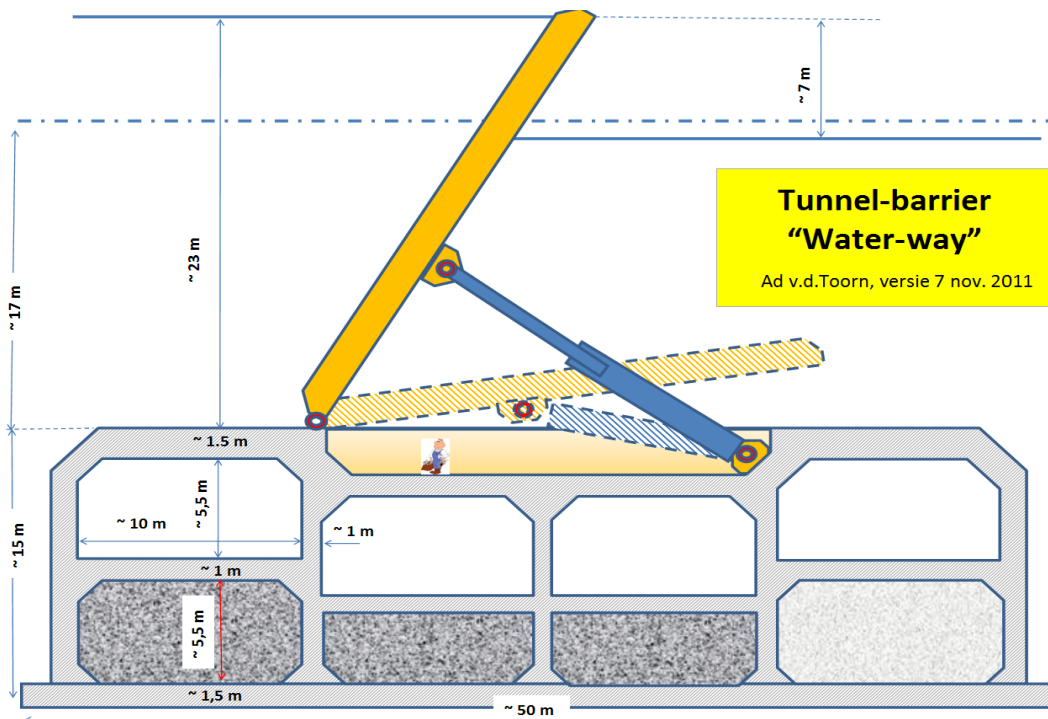 ~ 7 m
~ 23 m
~ 17 m
Tunnel-barrier
“Water-way”
Ad v.d.Toorn, versie 7 nov. 2011
~ 1.5 m
~ 5,5 m
~ 10 m
~ 1 m
~ 15 m
~ 1 m
~ 5,5 m
~ 1,5 m
~ 50 m